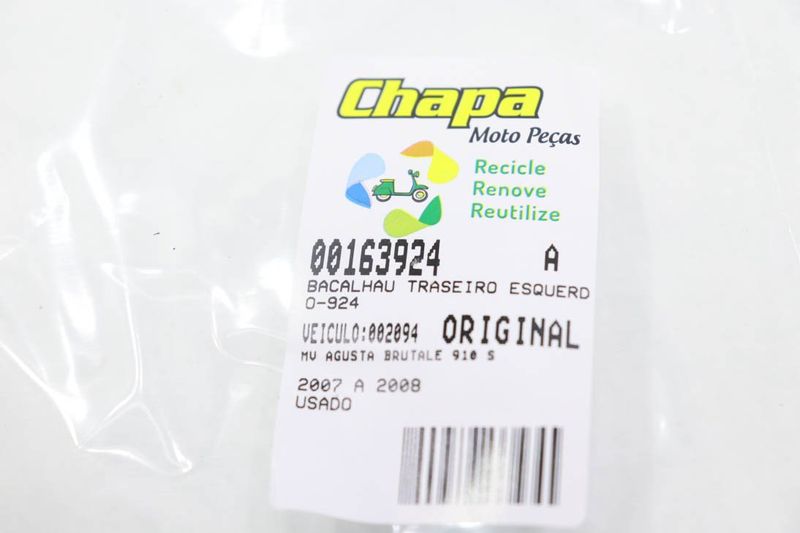 Chapa
Moto Peças
Recicle
Renove
Reutilize
00163924 A
BACALHAU TRASEIRO ESQUERD
O-924
VEICULO:002094 ORIGINAL
MV AGUSTA BRUTALE 910 S
2007 A 2008
USADO